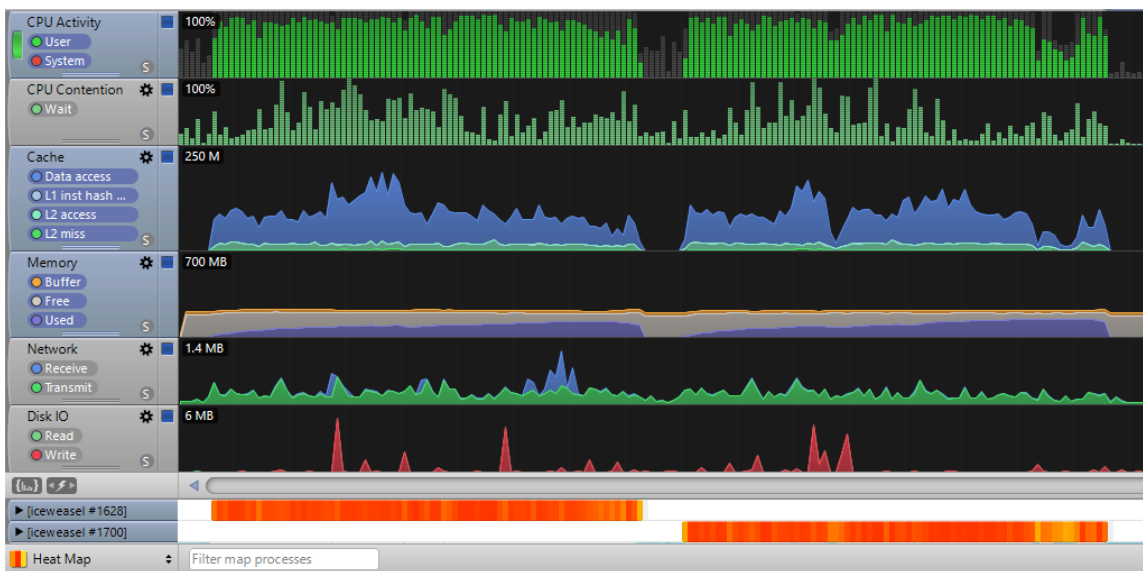 CPU Activity
100%
User
System
S
CPU Contention
100%
Wait
S
Cache
250 M
Data access
L1 inst hash ...
L2 access
L2 miss
S
Memory
700 MB
Buffer
Free
Used
S
Network
1.4 MB
Receive
Transmit
S
Disk IO
6 MB
Read
Write
S
[iceweasel #1628]
[iceweasel #1700]
Heat Map
Filter map processes